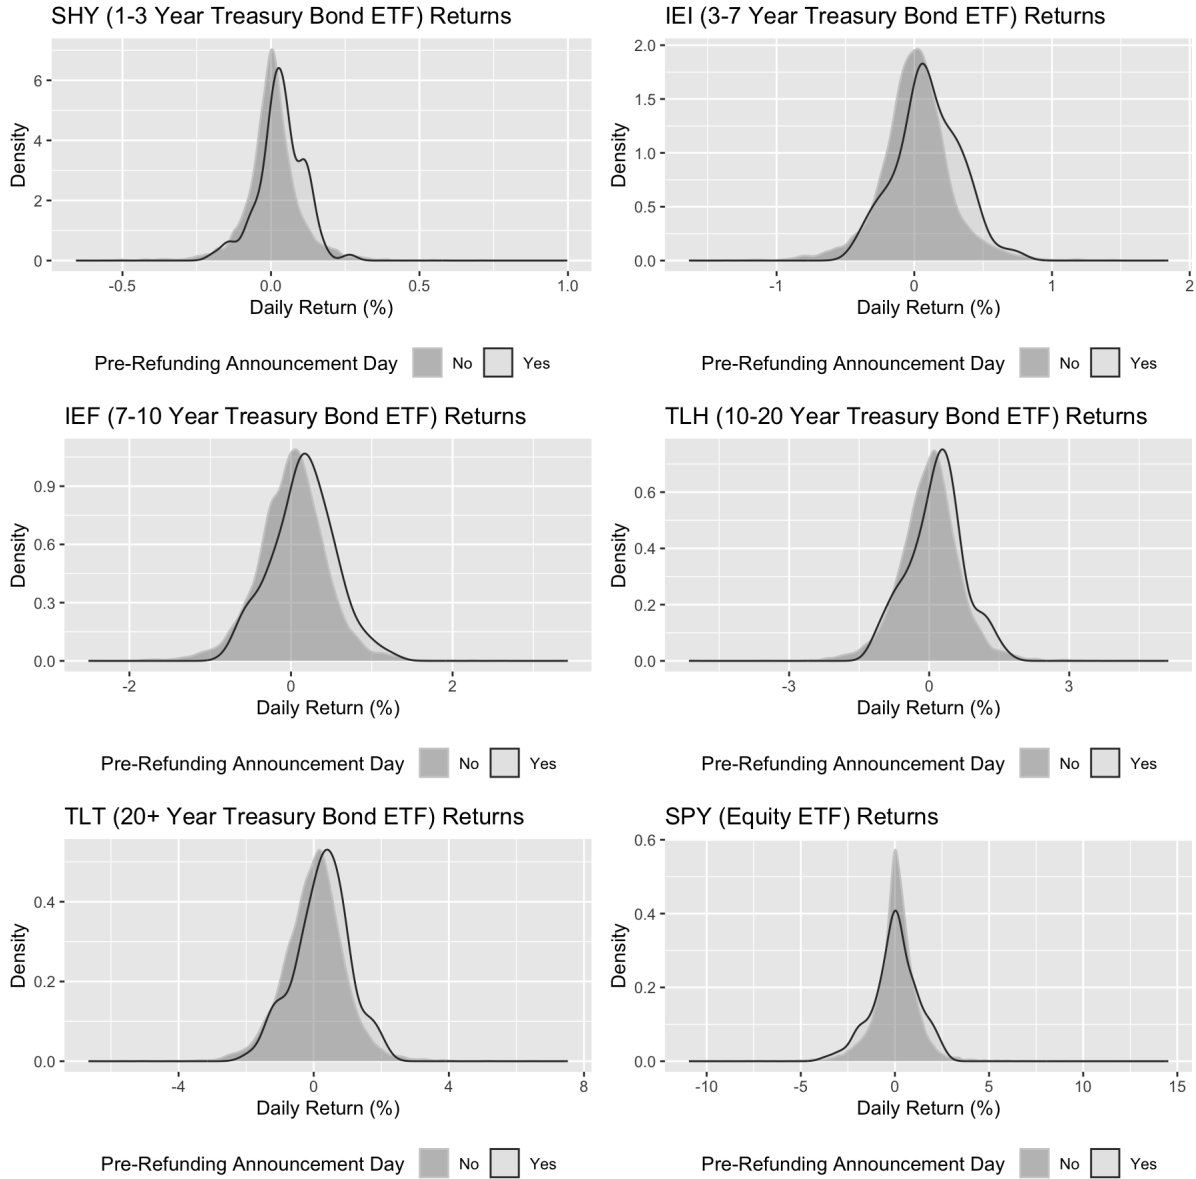 SHY (1-3 Year Treasury Bond ETF) Returns
Density
6
4
2
0
-0.5
0.0
0.5
1.0
Daily Return (%)
Pre-Refunding Announcement Day
No
Yes
IEI (3-7 Year Treasury Bond ETF) Returns
Density
2.0
1.5
1.0
0.5
0.0
-1
0
1
2
Daily Return (%)
Pre-Refunding Announcement Day
No
Yes
IEF (7-10 Year Treasury Bond ETF) Returns
Density
0.9
0.6
0.3
0.0
-2
0
2
Daily Return (%)
Pre-Refunding Announcement Day
No
Yes
TLH (10-20 Year Treasury Bond ETF) Returns
Density
0.6
0.4
0.2
0.0
-3
0
3
Daily Return (%)
Pre-Refunding Announcement Day
No
Yes
TLT (20+ Year Treasury Bond ETF) Returns
Density
0.4
0.2
0.0
-4
0
4
8
Daily Return (%)
Pre-Refunding Announcement Day
No
Yes
SPY (Equity ETF) Returns
Density
0.6
0.4
0.2
0.0
-10
-5
0
5
10
15
Daily Return (%)
Pre-Refunding Announcement Day
No
Yes